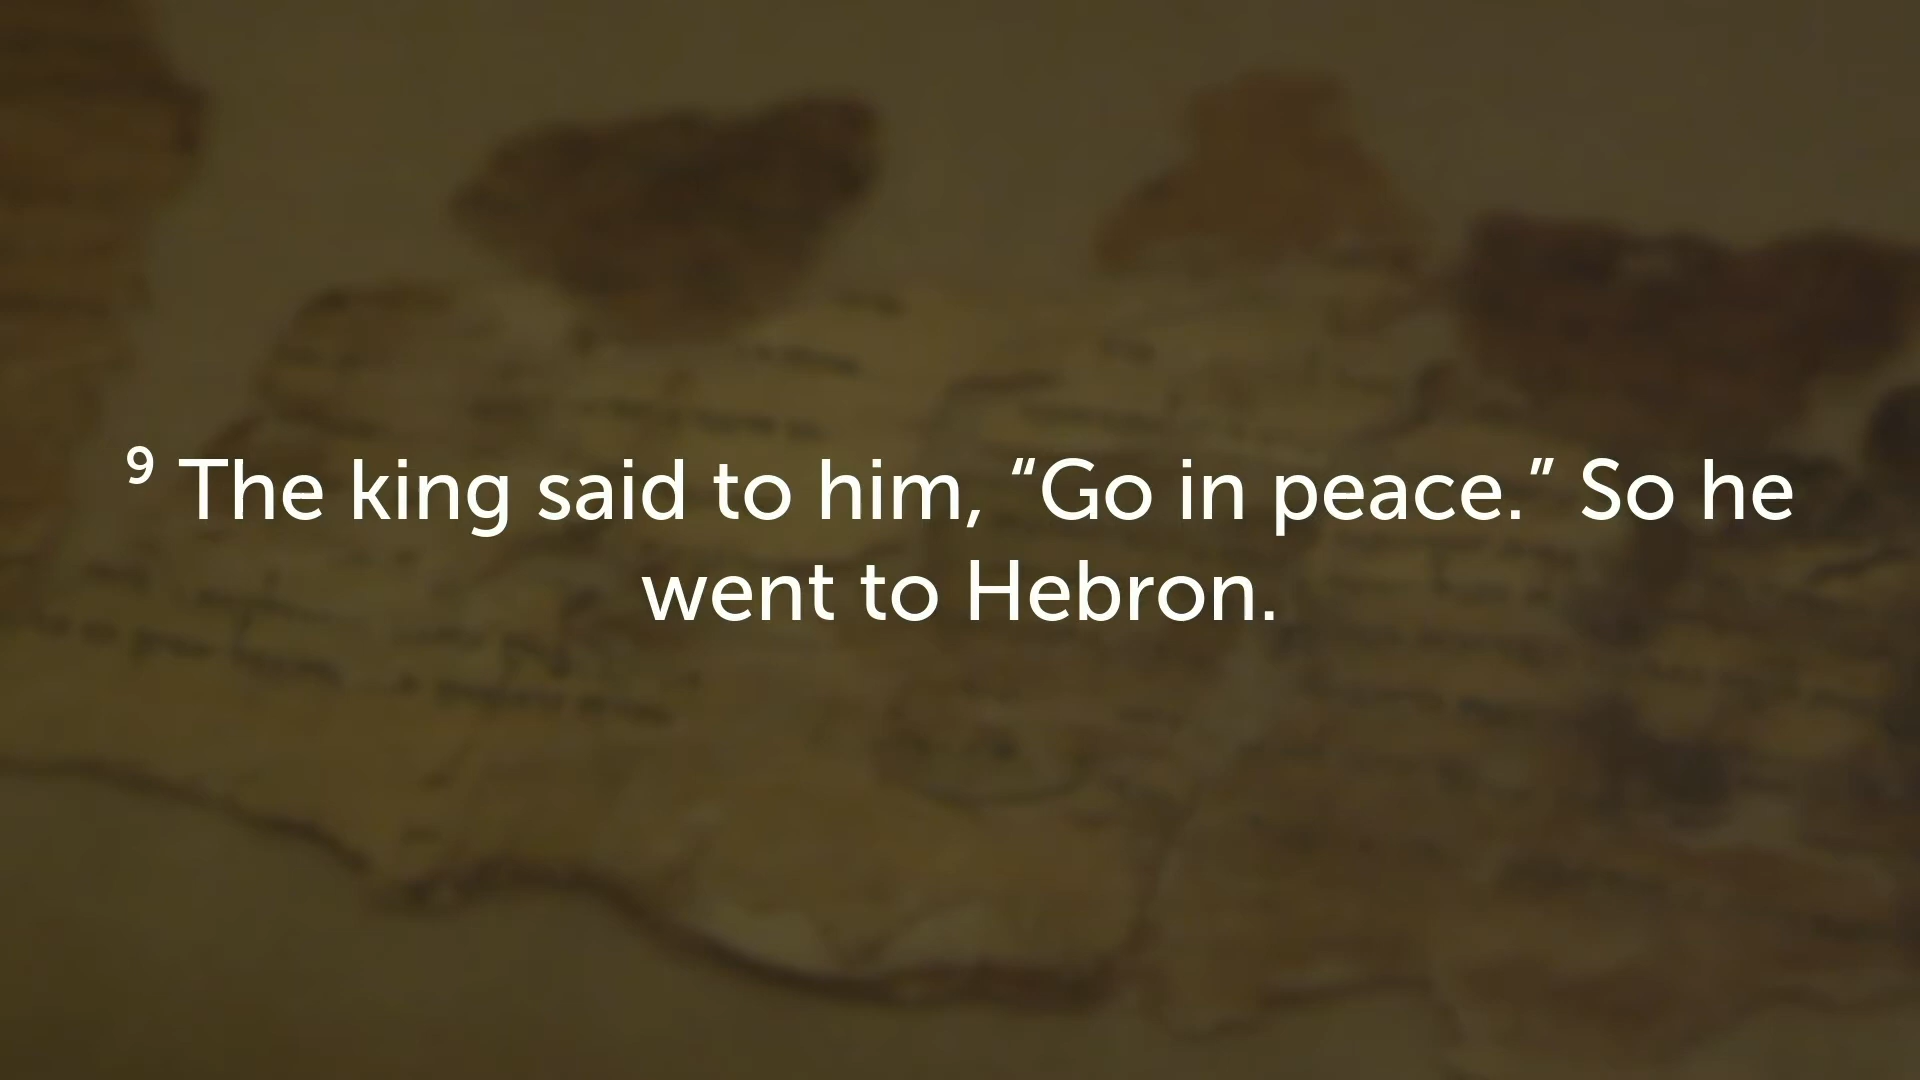 ⁹ The king said to him, “Go in peace.” So he
went to Hebron.